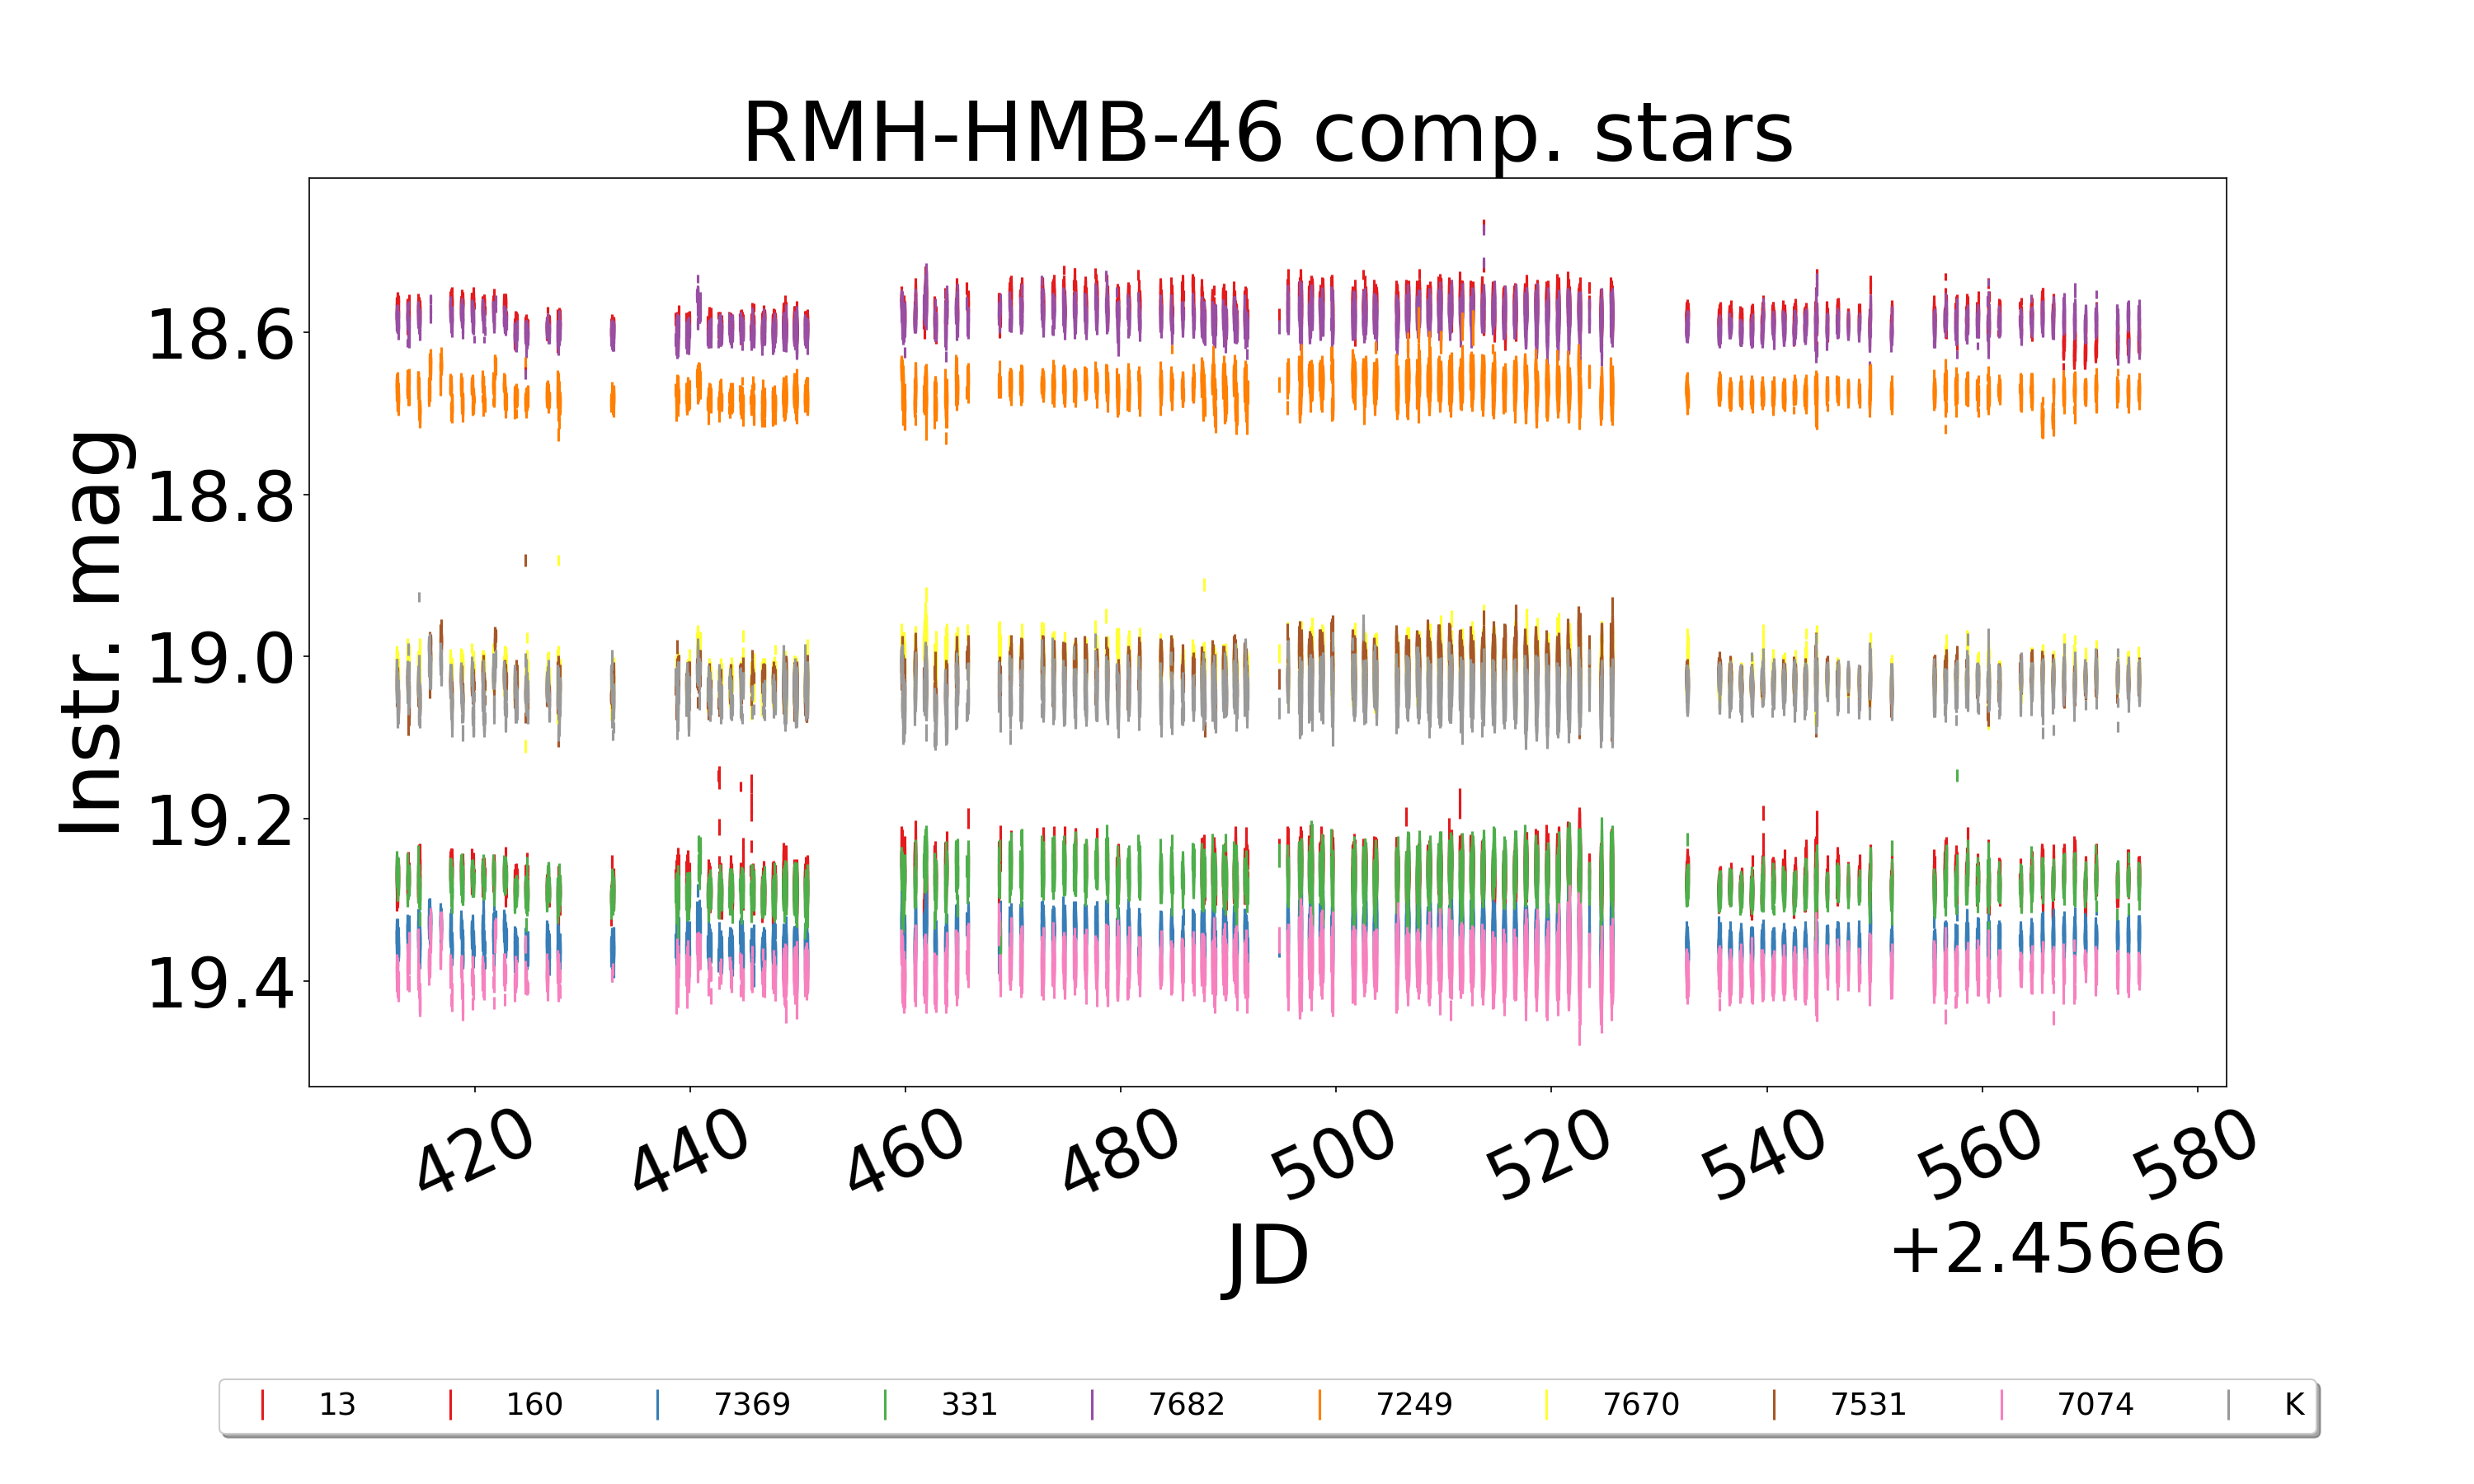 RMH-HMB-46 comp. stars
Instr. mag
18.6
18.8
19.0
19.2
19.4
420 440 460 480 500 520 540 560 580
JD
+2.456e6
13 160 7369 331 7682 7249 7670 7531 7074 K